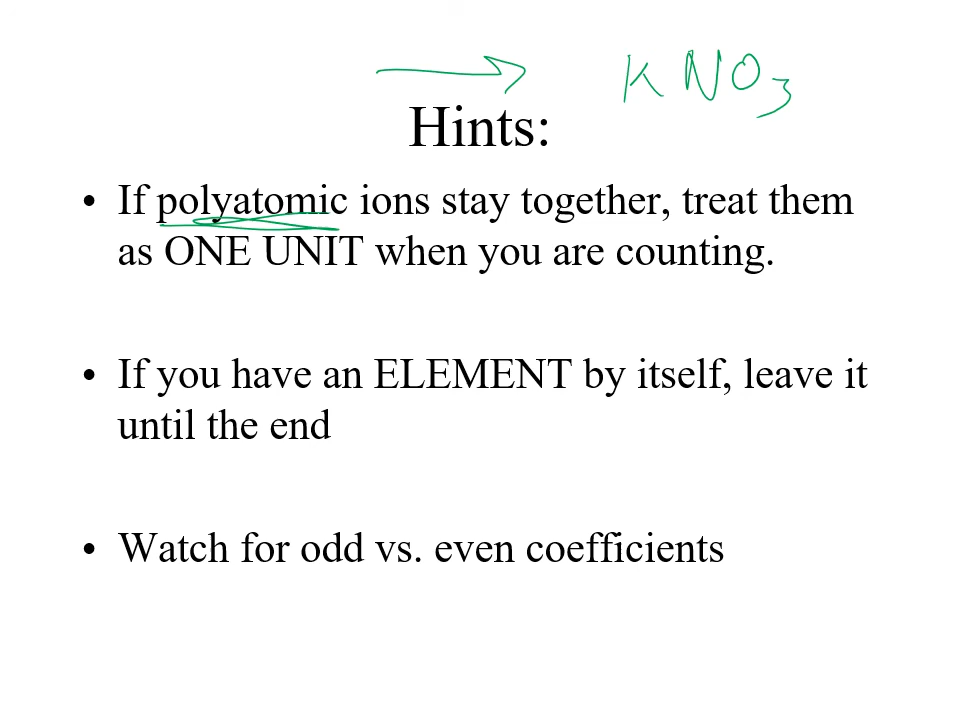 → KNO₃
Hints:
• If polyatomic ions stay together, treat them
as ONE UNIT when you are counting.
• If you have an ELEMENT by itself, leave it
until the end
• Watch for odd vs. even coefficients